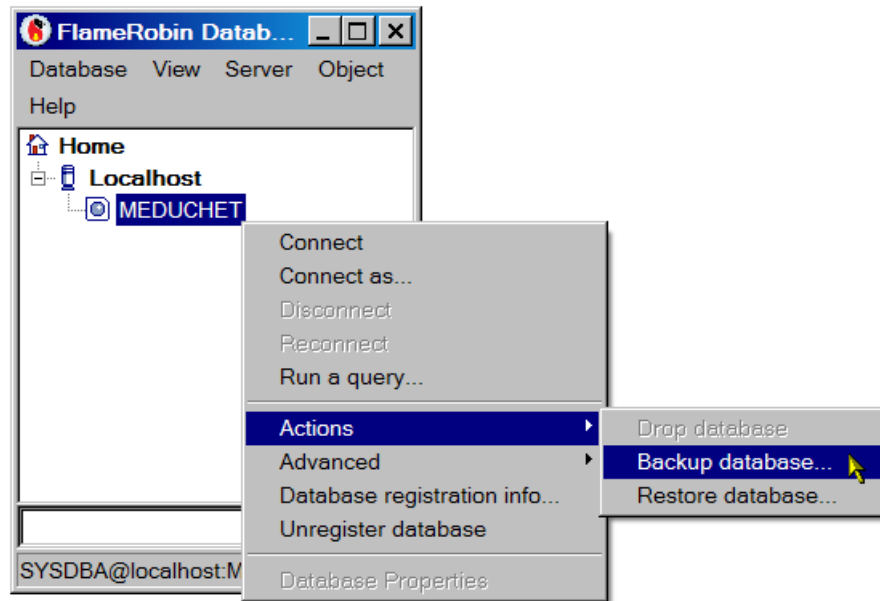 FlameRobin Datab...
Database View Server Object
Help
Home
Localhost
MEDUCHET
Connect
Connect as...
Disconnect
Reconnect
Run a query...
Actions
Advanced
Database registration info...
Unregister database
Database Properties
Drop database
Backup database...
Restore database...
SYSDBA@localhost:M